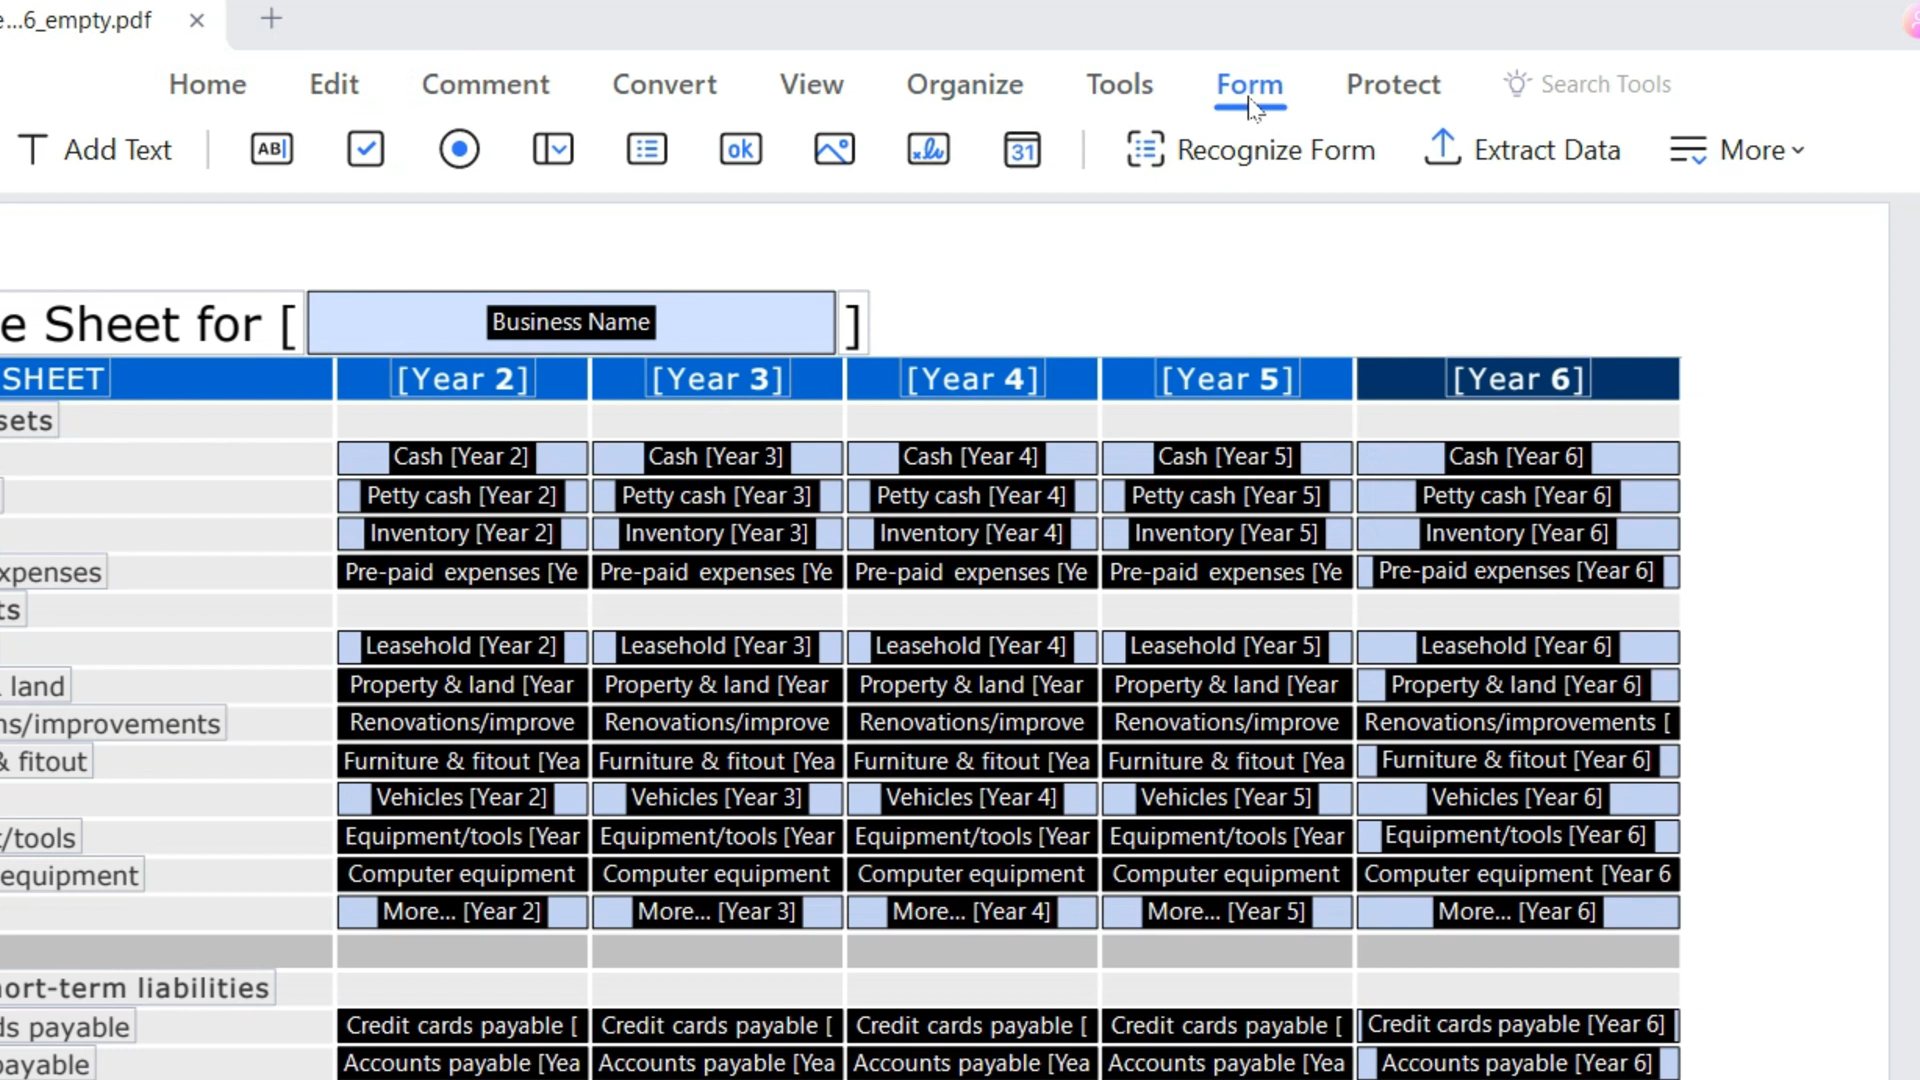 e...6_empty.pdf
Home Edit Comment Convert View Organize Tools Form Protect Search Tools
Add Text AB ok 31 Recognize Form Extract Data More
e Sheet for [ Business Name ]
SHEET [Year 2] [Year 3] [Year 4] [Year 5] [Year 6]
sets
Cash [Year 2] Cash [Year 3] Cash [Year 4] Cash [Year 5] Cash [Year 6]
Petty cash [Year 2] Petty cash [Year 3] Petty cash [Year 4] Petty cash [Year 5] Petty cash [Year 6]
Inventory [Year 2] Inventory [Year 3] Inventory [Year 4] Inventory [Year 5] Inventory [Year 6]
xpenses Pre-paid expenses [Ye Pre-paid expenses [Ye Pre-paid expenses [Ye Pre-paid expenses [Ye Pre-paid expenses [Year 6]
ts
Leasehold [Year 2] Leasehold [Year 3] Leasehold [Year 4] Leasehold [Year 5] Leasehold [Year 6]
land Property & land [Year Property & land [Year Property & land [Year Property & land [Year Property & land [Year 6]
ns/improvements Renovations/improve Renovations/improve Renovations/improve Renovations/improve Renovations/improvements [
& fitout Furniture & fitout [Yea Furniture & fitout [Yea Furniture & fitout [Yea Furniture & fitout [Yea Furniture & fitout [Year 6]
Vehicles [Year 2] Vehicles [Year 3] Vehicles [Year 4] Vehicles [Year 5] Vehicles [Year 6]
t/tools Equipment/tools [Year Equipment/tools [Year Equipment/tools [Year Equipment/tools [Year Equipment/tools [Year 6]
equipment Computer equipment Computer equipment Computer equipment Computer equipment Computer equipment [Year 6
More... [Year 2] More... [Year 3] More... [Year 4] More... [Year 5] More... [Year 6]
ort-term liabilities
ds payable Credit cards payable [ Credit cards payable [ Credit cards payable [ Credit cards payable [ Credit cards payable [Year 6]
payable Accounts payable [Yea Accounts payable [Yea Accounts payable [Yea Accounts payable [Yea Accounts payable [Year 6]